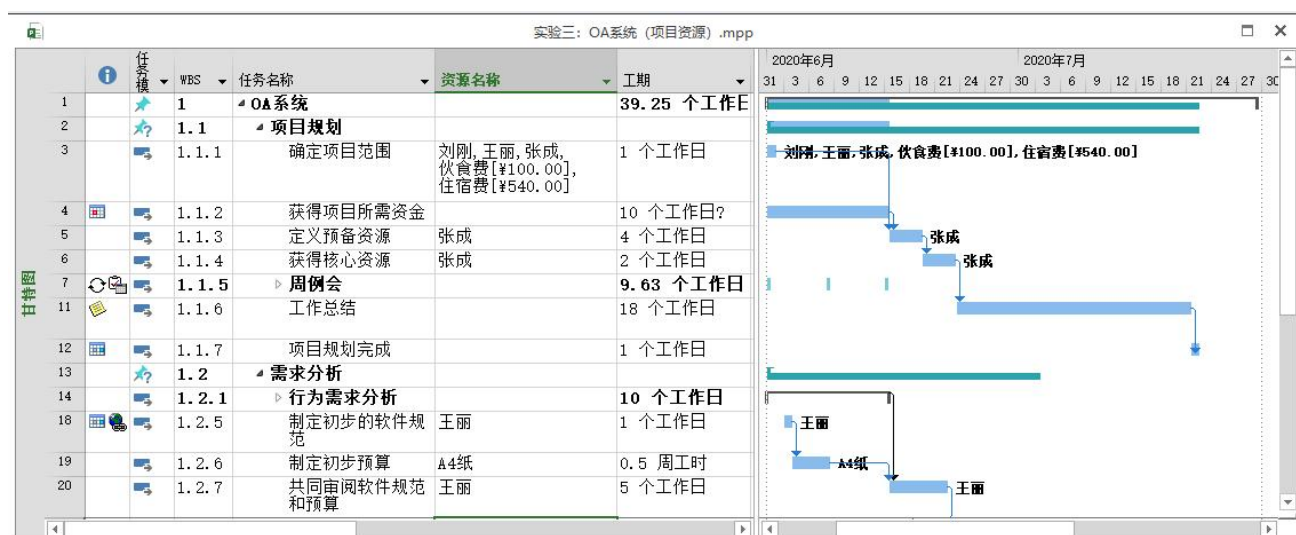 实验三：OA系统（项目资源）.mpp
任务模 WBS 任务名称 资源名称 工期
2020年6月 2020年7月
31 3 6 9 12 15 18 21 24 27 30 3 6 9 12 15 18 21 24 27 30
甘特图
1 1 OA系统 39.25 个工作日
2 1.1 项目规划
3 1.1.1 确定项目范围 刘刚,王丽,张成, 1 个工作日 刘刚,王丽,张成,伙食费[¥100.00],住宿费[¥540.00]
伙食费[¥100.00],
住宿费[¥540.00]
4 1.1.2 获得项目所需资金 10 个工作日?
5 1.1.3 定义预备资源 张成 4 个工作日 张成
6 1.1.4 获得核心资源 张成 2 个工作日 张成
7 1.1.5 周例会 9.63 个工作日
11 1.1.6 工作总结 18 个工作日
12 1.1.7 项目规划完成 1 个工作日
13 1.2 需求分析
14 1.2.1 行为需求分析 10 个工作日
18 1.2.5 制定初步的软件规 王丽 1 个工作日 王丽
范
19 1.2.6 制定初步预算 A4纸 0.5 周工时 A4纸
20 1.2.7 共同审阅软件规范 王丽 5 个工作日 王丽
和预算